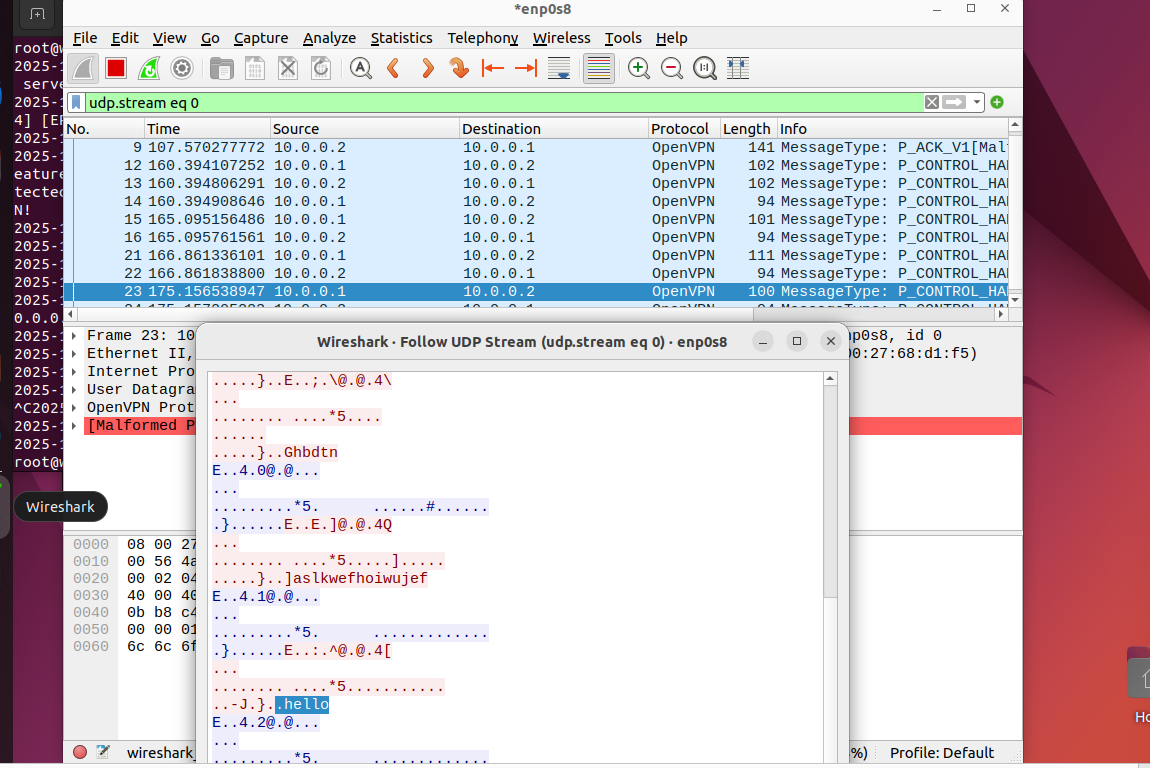 *enp0s8
File Edit View Go Capture Analyze Statistics Telephony Wireless Tools Help
udp.stream eq 0
No. Time Source Destination Protocol Length Info
9 107.570277772 10.0.0.2 10.0.0.1 OpenVPN 141 MessageType: P_ACK_V1[Mal
12 160.394107252 10.0.0.1 10.0.0.2 OpenVPN 102 MessageType: P_CONTROL_HA
13 160.394806291 10.0.0.2 10.0.0.1 OpenVPN 102 MessageType: P_CONTROL_HA
14 160.394908646 10.0.0.1 10.0.0.2 OpenVPN 94 MessageType: P_CONTROL_HA
15 165.095156486 10.0.0.1 10.0.0.2 OpenVPN 101 MessageType: P_CONTROL_HA
16 165.095761561 10.0.0.2 10.0.0.1 OpenVPN 94 MessageType: P_CONTROL_HA
21 166.861336101 10.0.0.1 10.0.0.2 OpenVPN 111 MessageType: P_CONTROL_HA
22 166.861838800 10.0.0.2 10.0.0.1 OpenVPN 94 MessageType: P_CONTROL_HA
23 175.156538947 10.0.0.1 10.0.0.2 OpenVPN 100 MessageType: P_CONTROL_HA
root@w
2025-1
serve
2025-1
4] [EP
2025-1
2025-1
eature
tected
N!
2025-1
2025-1
2025-1
2025-1
2025-1
0.0.0.
2025-1
2025-1
2025-1
2025-1
^C2025
2025-1
2025-1
root@w
Frame 23: 10
np0s8, id 0
Ethernet II,
00:27:68:d1:f5)
Internet Pro
User Datagra
OpenVPN Prot
[Malformed P
Wireshark
0000 08 00 27
0010 00 56 4a
0020 00 02 04
0030 40 00 40
0040 0b b8 c4
0050 00 00 01
0060 6c 6c 6f
Wireshark · Follow UDP Stream (udp.stream eq 0) · enp0s8
.....}..E..;.\@.@.4\
...
........ ....*5....
......
.....}..Ghbdtn
E..4.0@.@...
...
.........*5.      ......#......
.}......E..E.]@.@.4Q
...
........ ....*5.....].....
.....}..]aslkwefhoiwujef
E..4.1@.@...
...
.........*5.      .............
.}......E..:.^@.@.4[
...
........ ....*5...........
..-J.}..hello
E..4.2@.@...
...
.........*5.      .............
wireshark_
%)
Profile: Default
Ho